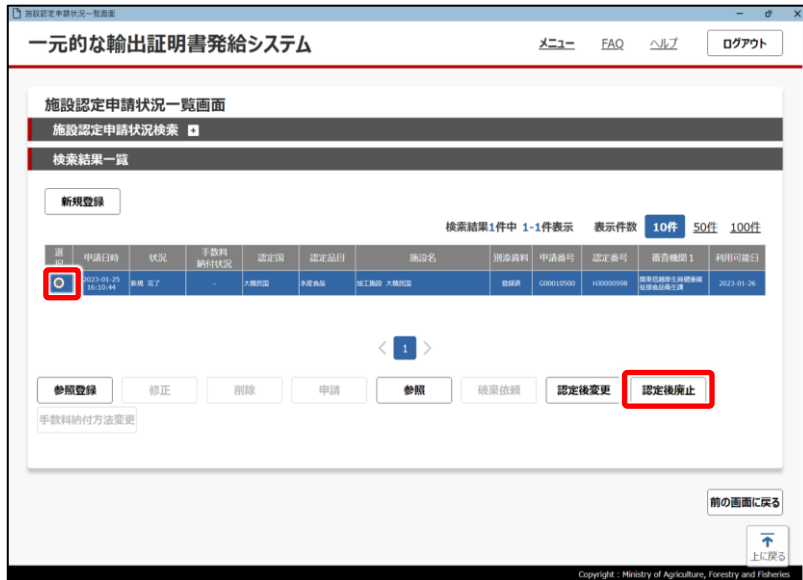 施設認定申請状況一覧画面
一元的な輸出証明書発給システム
メニュー FAQ ヘルプ ログアウト
施設認定申請状況一覧画面
施設認定申請状況検索
検索結果一覧
新規登録
検索結果1件中 1-1件表示 表示件数 10件 50件 100件
選択 申請日時 状況 手数料納付状況 認定国 認定品目 施設名 別添資料 申請番号 認定番号 審査機関1 利用可能日
2023-01-25 16:10:44 新規 完了 – 大韓民国 水産食品 加工施設 大韓民国 登録済 G00010500 H00000998 2023-01-26
< 1 >
参照登録 修正 削除 申請 参照 破棄依頼 認定後変更 認定後廃止
手数料納付方法変更
前の画面に戻る
上に戻る
Copyright : Ministry of Agriculture, Forestry and Fisheries